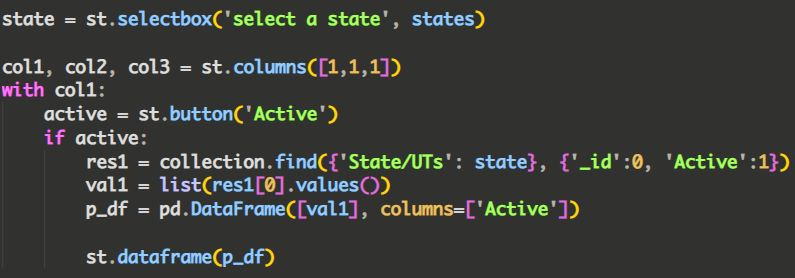 state = st.selectbox('select a state', states)
col1, col2, col3 = st.columns([1,1,1])
with col1:
    active = st.button('Active')
    if active:
        res1 = collection.find({'State/UTs': state}, {'_id':0, 'Active':1})
        val1 = list(res1[0].values())
        p_df = pd.DataFrame([val1], columns=['Active'])
        st.dataframe(p_df)